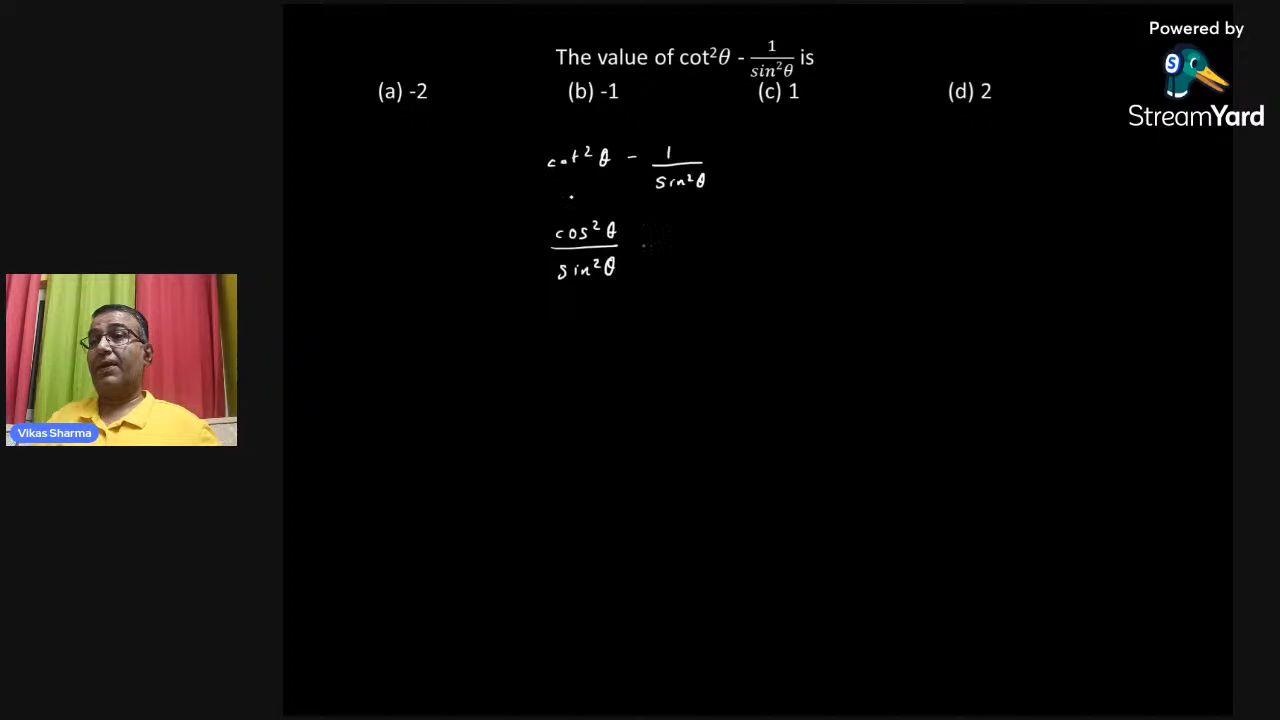 Powered by
StreamYard
The value of cot²θ - 1/sin²θ is
(a) -2 (b) -1 (c) 1 (d) 2
cot²θ - 1/sin²θ
cos²θ/sin²θ
Vikas Sharma